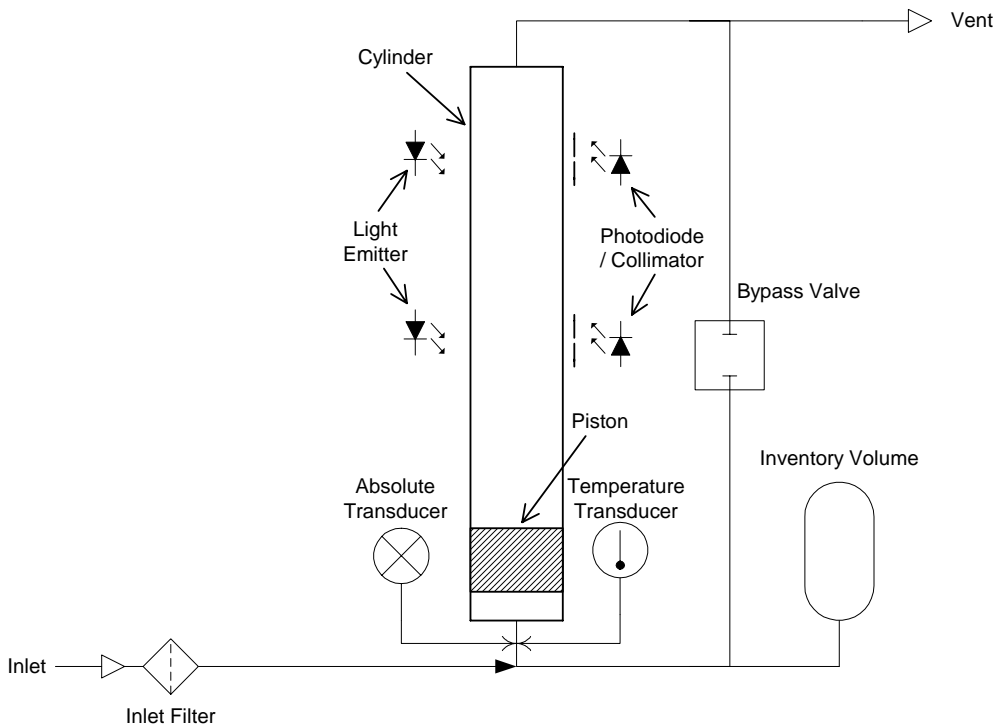 Vent
Cylinder
Light
Emitter
Photodiode
/ Collimator
Bypass Valve
Piston
Inventory Volume
Absolute
Transducer
Temperature
Transducer
Inlet
Inlet Filter